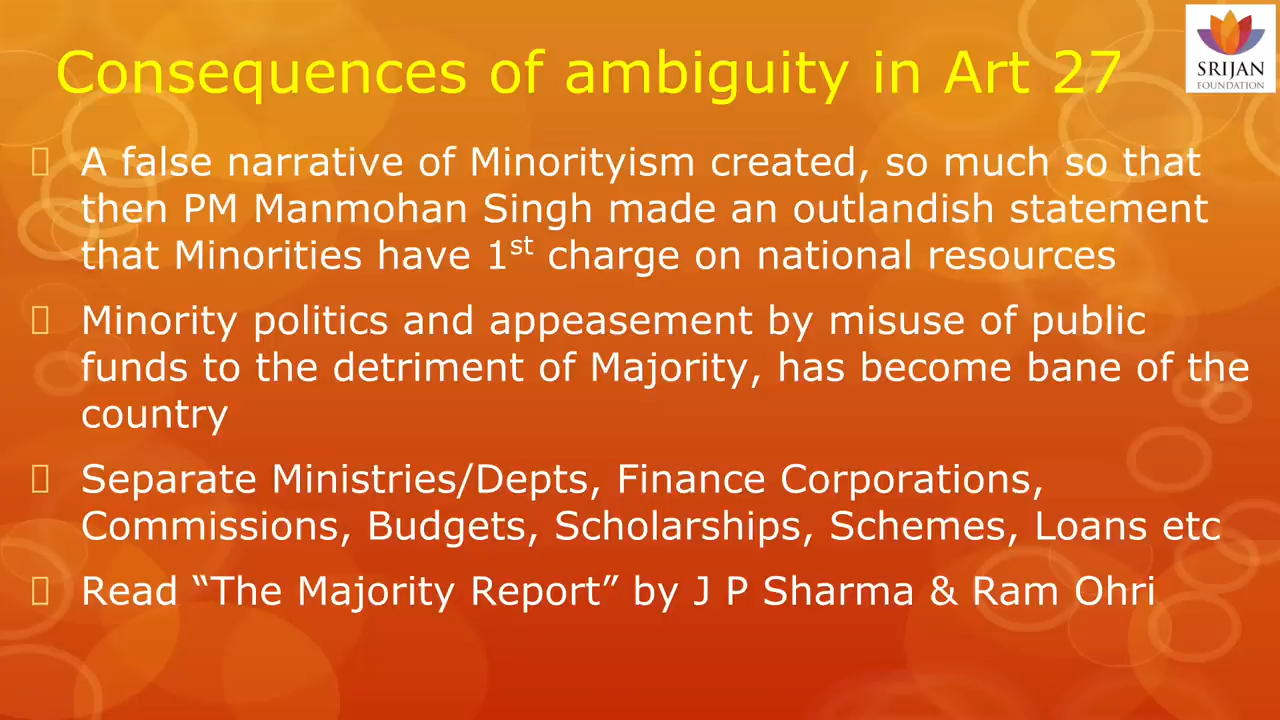 Consequences of ambiguity in Art 27
SRIJAN
FOUNDATION
A false narrative of Minorityism created, so much so that
then PM Manmohan Singh made an outlandish statement
that Minorities have 1st charge on national resources
Minority politics and appeasement by misuse of public
funds to the detriment of Majority, has become bane of the
country
Separate Ministries/Depts, Finance Corporations,
Commissions, Budgets, Scholarships, Schemes, Loans etc
Read “The Majority Report” by J P Sharma & Ram Ohri